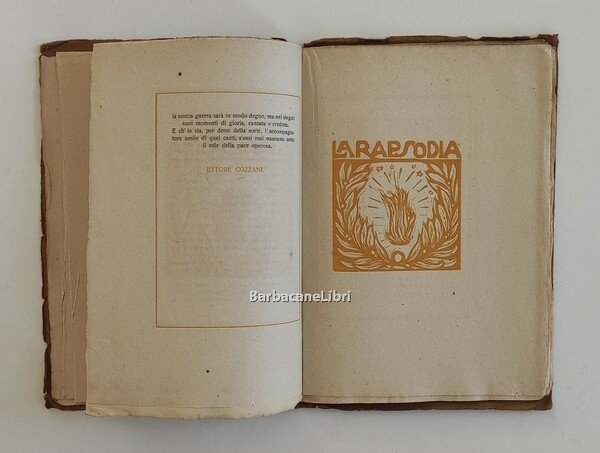 la nostra guerra sarà in modo degno, ma nei singoli
suoi momenti di gloria, cantata e creduta.
E ch' io sia, per dono della sorte, l' accompagna-
tore umile di quei canti, s'essi mai nascano sotto
il sole della pace operosa.
ETTORE COZZANI.
LA RAPSODIA
BarbacaneLibri